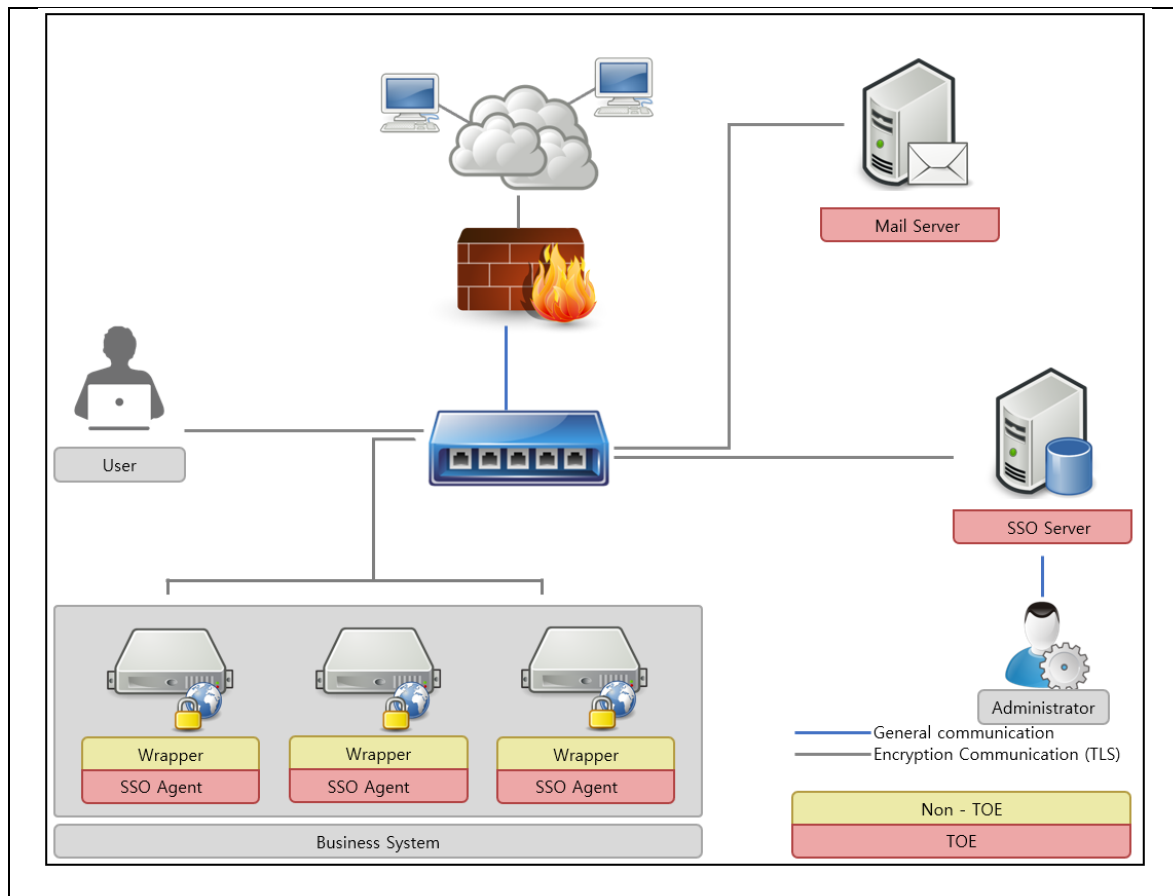 Mail Server
User
SSO Server
Administrator
General communication
Encryption Communication (TLS)
Wrapper
SSO Agent
Wrapper
SSO Agent
Wrapper
SSO Agent
Business System
Non - TOE
TOE